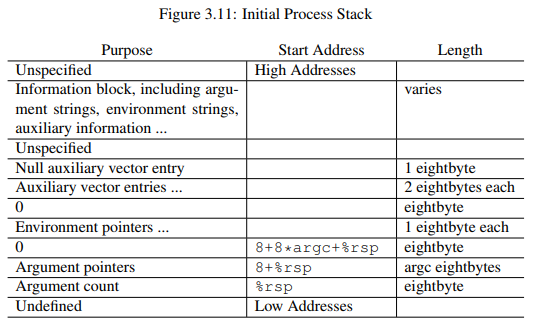 Figure 3.11: Initial Process Stack
Purpose Start Address Length
Unspecified High Addresses
Information block, including argu- varies
ment strings, environment strings,
auxiliary information ...
Unspecified
Null auxiliary vector entry 1 eightbyte
Auxiliary vector entries ... 2 eightbytes each
0 eightbyte
Environment pointers ... 1 eightbyte each
0 8+8*argc+%rsp eightbyte
Argument pointers 8+%rsp argc eightbytes
Argument count %rsp eightbyte
Undefined Low Addresses